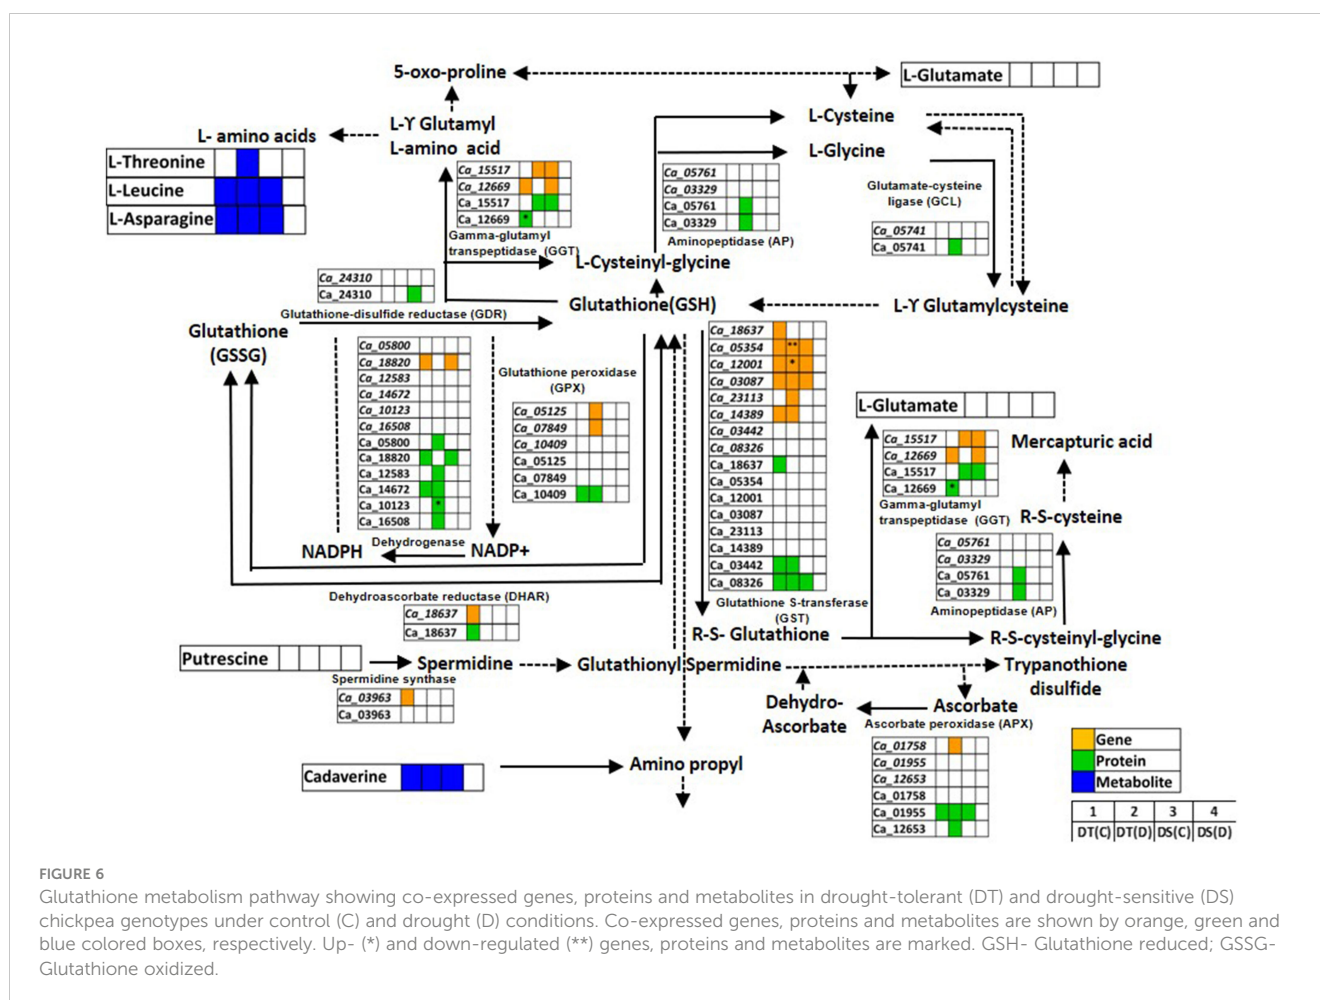 5-oxo-proline
L-Glutamate
L-Cysteine
L-ϒ Glutamyl
L-amino acid
L- amino acids
L-Glycine
L-Threonine
L-Leucine
L-Asparagine
Ca_15517
Ca_12669
Ca_15517
Ca_12669
*
Gamma-glutamyl
transpeptidase (GGT)
Ca_05761
Ca_03329
Ca_05761
Ca_03329
Aminopeptidase (AP)
Glutamate-cysteine
ligase (GCL)
Ca_05741
Ca_05741
L-Cysteinyl-glycine
Ca_24310
Ca_24310
Glutathione-disulfide reductase (GDR)
Glutathione(GSH)
L-ϒ Glutamylcysteine
Glutathione
(GSSG)
Ca_05800
Ca_18820
Ca_12583
Ca_14672
Ca_10123
Ca_16508
Ca_05800
Ca_18820
Ca_12583
Ca_14672
Ca_10123
*
Ca_16508
Dehydrogenase
NADPH
NADP+
Glutathione peroxidase
(GPX)
Ca_05125
Ca_07849
Ca_10409
Ca_05125
Ca_07849
Ca_10409
Ca_18637
Ca_05354
**
Ca_12001
*
Ca_03087
Ca_23113
Ca_14389
Ca_03442
Ca_08326
Ca_18637
Ca_05354
Ca_12001
Ca_03087
Ca_23113
Ca_14389
Ca_03442
Ca_08326
Glutathione S-transferase
(GST)
L-Glutamate
Ca_15517
Ca_12669
Ca_15517
Ca_12669
*
Gamma-glutamyl
transpeptidase (GGT)
Mercapturic acid
R-S-cysteine
Ca_05761
Ca_03329
Ca_05761
Ca_03329
Aminopeptidase (AP)
Dehydroascorbate reductase (DHAR)
Ca_18637
Ca_18637
R-S- Glutathione
R-S-cysteinyl-glycine
Putrescine
Spermidine
Glutathionyl Spermidine
Trypanothione
disulfide
Spermidine synthase
Ca_03963
Ca_03963
Dehydro-
Ascorbate
Ascorbate
Ascorbate peroxidase (APX)
Ca_01758
Ca_01955
Ca_12653
Ca_01758
Ca_01955
Ca_12653
Cadaverine
Amino propyl
Gene
Protein
Metabolite
1 2 3 4
DT(C) DT(D) DS(C) DS(D)
FIGURE 6
Glutathione metabolism pathway showing co-expressed genes, proteins and metabolites in drought-tolerant (DT) and drought-sensitive (DS)
chickpea genotypes under control (C) and drought (D) conditions. Co-expressed genes, proteins and metabolites are shown by orange, green and
blue colored boxes, respectively. Up- (*) and down-regulated (**) genes, proteins and metabolites are marked. GSH- Glutathione reduced; GSSG-
Glutathione oxidized.